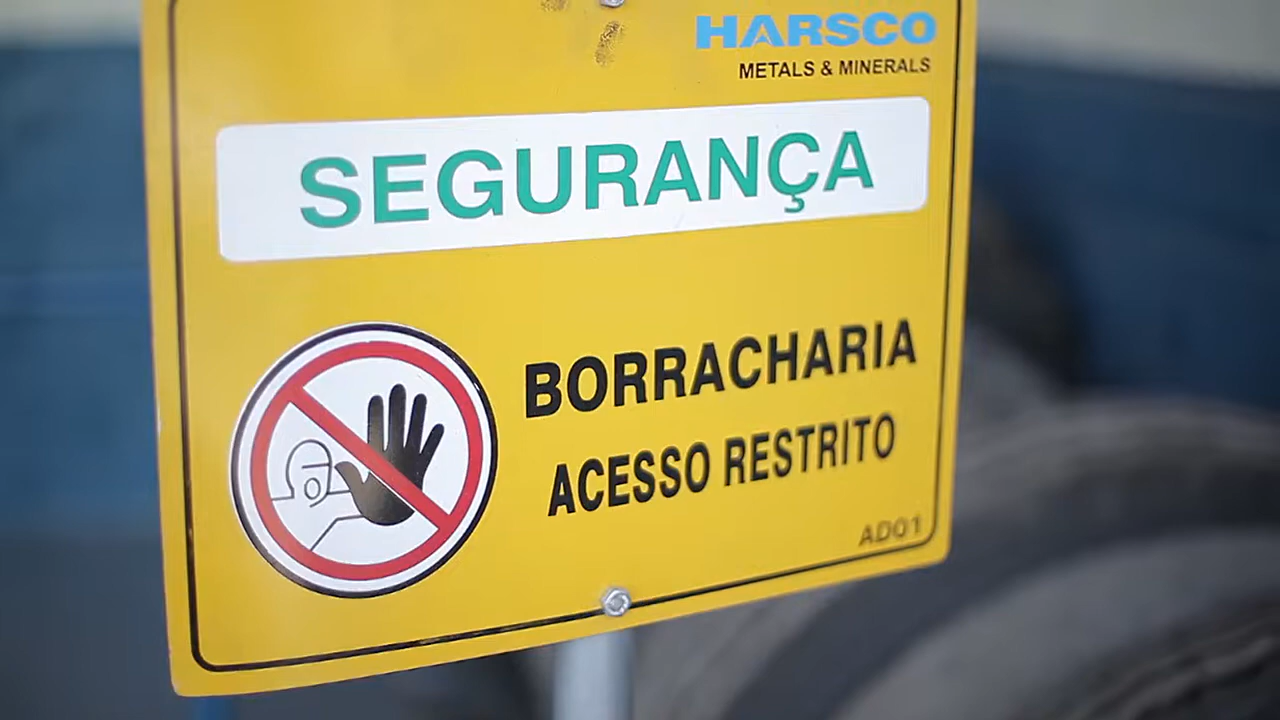 HARSCO
METALS & MINERALS
SEGURANÇA
BORRACHARIA
ACESSO RESTRITO
AD01